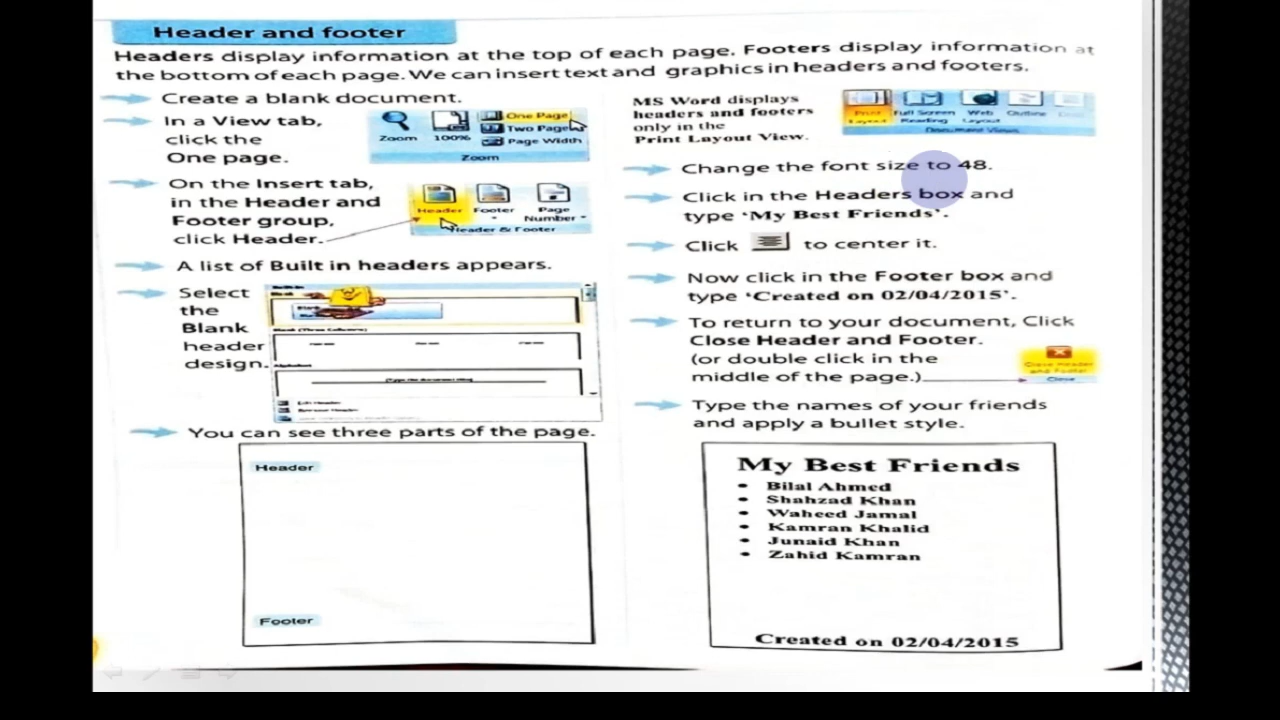 Header and footer
Headers display information at the top of each page. Footers display information at
the bottom of each page. We can insert text and graphics in headers and footers.
Create a blank document.
In a View tab,
click the
One page.
Zoom
100%
One Page
Two Pages
Page Width
Zoom
On the Insert tab,
in the Header and
Footer group,
click Header.
Header
Footer
Page
Number
Header & Footer
A list of Built in headers appears.
Select
the
Blank
header
design.
Blank (Three Columns)
You can see three parts of the page.
Header
Footer
MS Word displays
headers and footers
only in the
Print Layout View.
Print
Layout
Full Screen
Reading
Web
Layout
Outline
Document Views
Change the font size to 48.
Click in the Headers box and
type ‘My Best Friends’.
Click to center it.
Now click in the Footer box and
type ‘Created on 02/04/2015’.
To return to your document, Click
Close Header and Footer.
(or double click in the
middle of the page.)
Close Header
and Footer
Close
Type the names of your friends
and apply a bullet style.
My Best Friends
• Bilal Ahmed
• Shahzad Khan
• Waheed Jamal
• Kamran Khalid
• Junaid Khan
• Zahid Kamran
Created on 02/04/2015